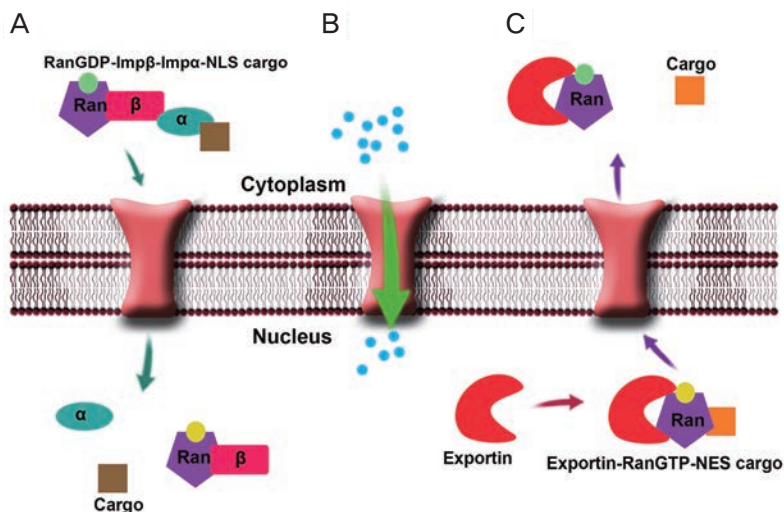 A
B
C
RanGDP-Impβ-Impα-NLS cargo
Ran
β
α
Cargo
Ran
Cytoplasm
Nucleus
α
Ran
β
Cargo
Ran
Exportin
Exportin-RanGTP-NES cargo